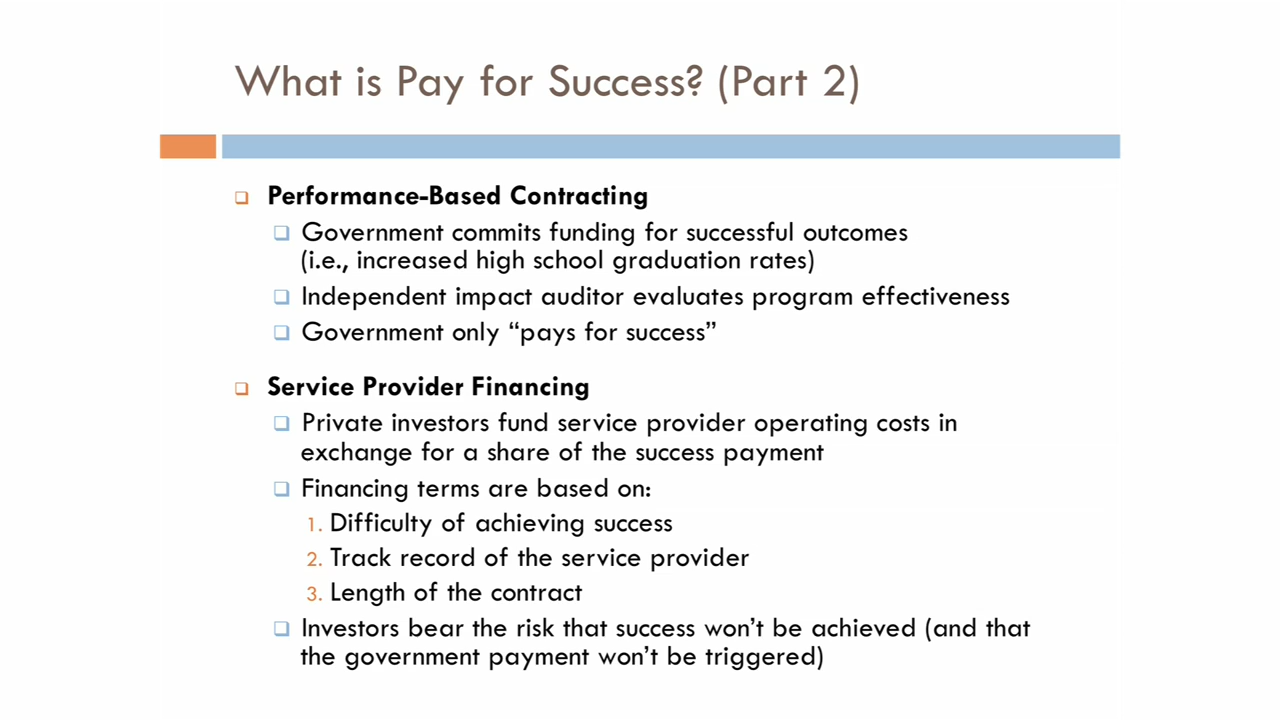 What is Pay for Success? (Part 2)
Performance-Based Contracting
Government commits funding for successful outcomes
(i.e., increased high school graduation rates)
Independent impact auditor evaluates program effectiveness
Government only “pays for success”
Service Provider Financing
Private investors fund service provider operating costs in
exchange for a share of the success payment
Financing terms are based on:
1. Difficulty of achieving success
2. Track record of the service provider
3. Length of the contract
Investors bear the risk that success won’t be achieved (and that
the government payment won’t be triggered)